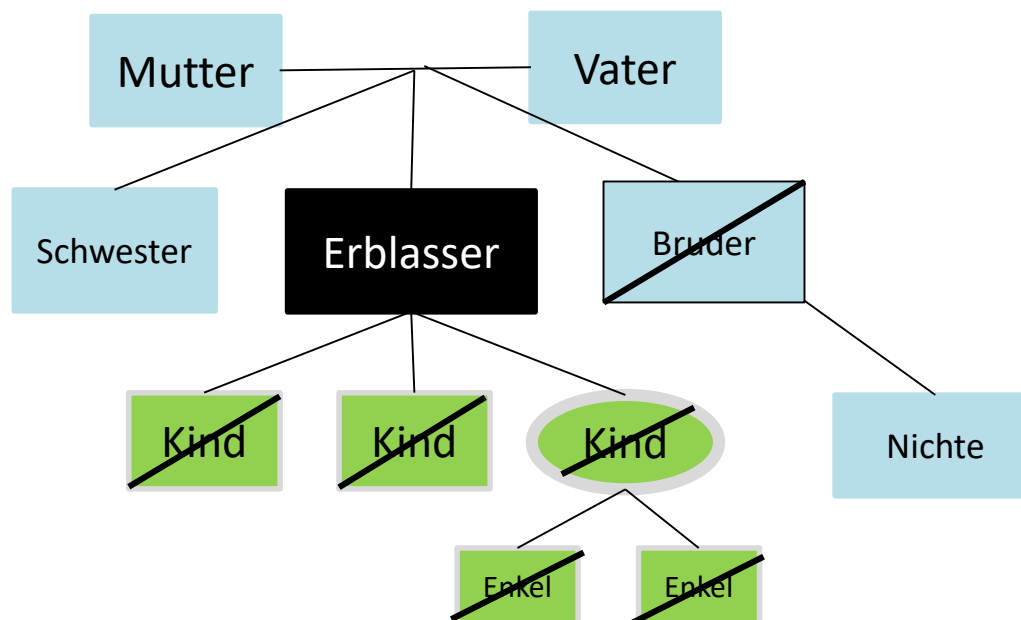 Mutter
Vater
Schwester
Erblasser
Bruder
Kind
Kind
Kind
Nichte
Enkel
Enkel